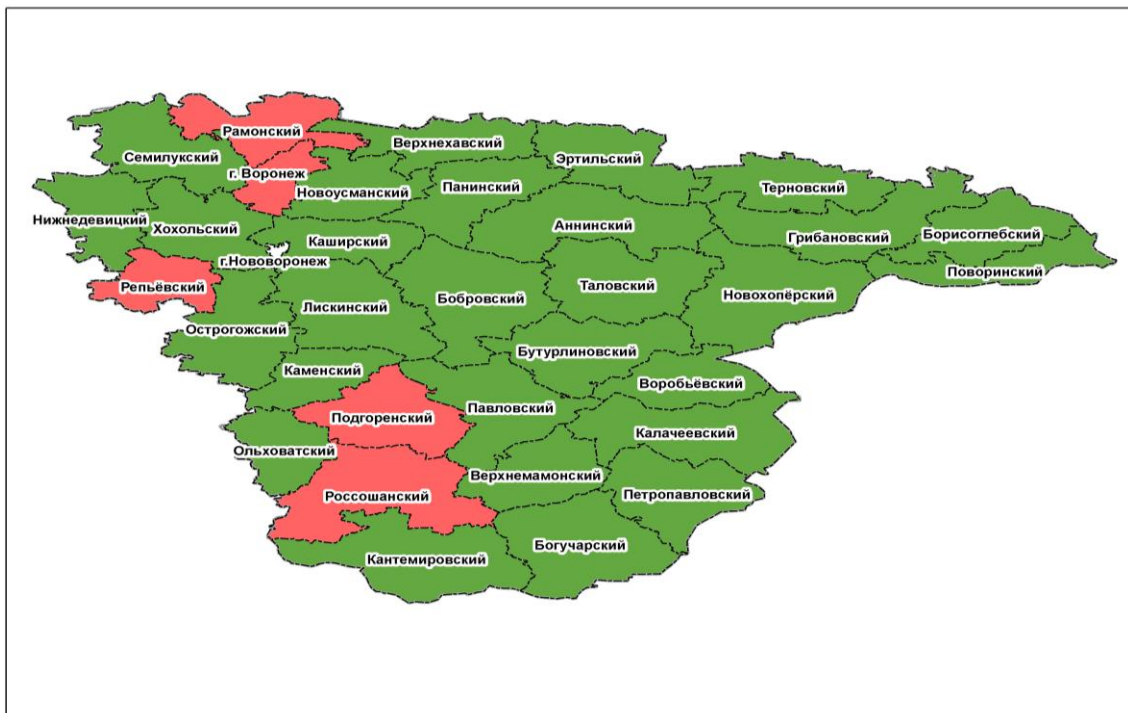 Рамонский
Верхнехавский
Семилукский
Эртильский
г. Воронеж
Новоусманский
Панинский
Терновский
Нижнедевицкий
Хохольский
Аннинский
Каширский
Грибановский
Борисоглебский
г.Нововоронеж
Поворинский
Репьёвский
Бобровский
Таловский
Новохопёрский
Лискинский
Острогожский
Бутурлиновский
Каменский
Воробьёвский
Подгоренский
Павловский
Калачеевский
Ольховатский
Верхнемамонский
Россошанский
Петропавловский
Богучарский
Кантемировский